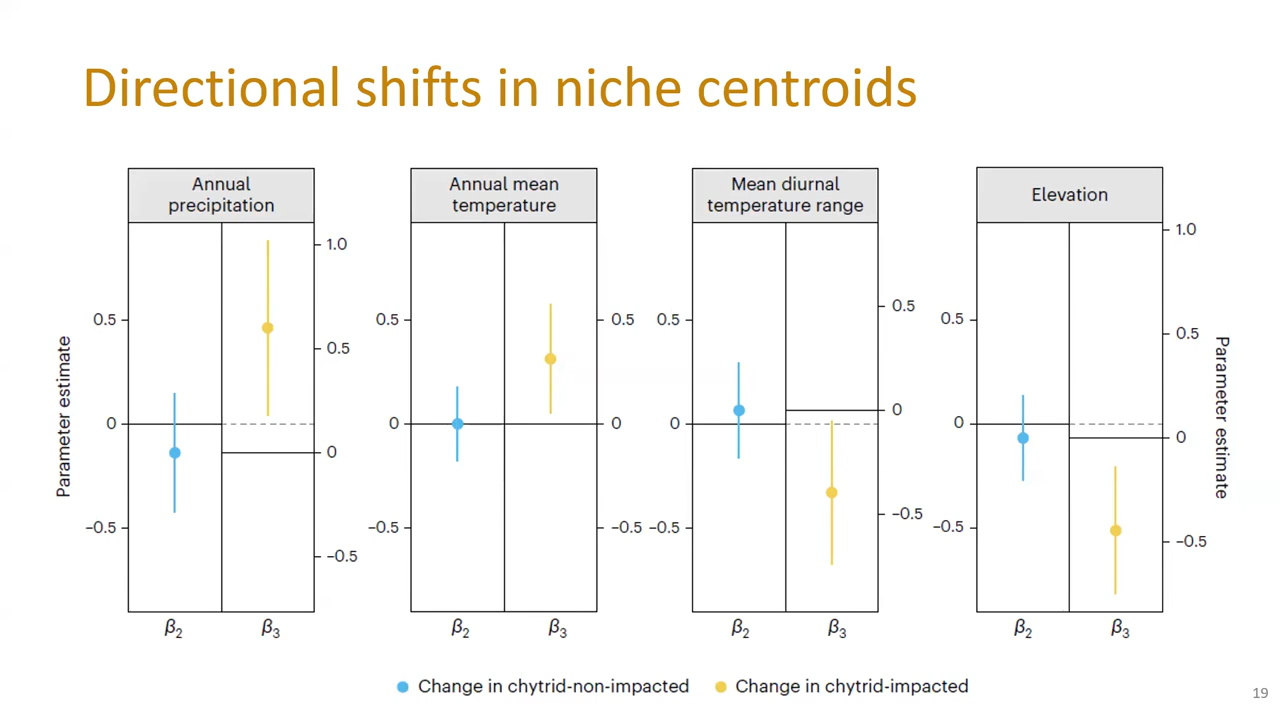 Directional shifts in niche centroids
Annual
precipitation
Annual mean
temperature
Mean diurnal
temperature range
Elevation
Parameter estimate
0.5
0
–0.5
1.0
0.5
0
–0.5
0.5
0
–0.5
0.5
0
–0.5
0.5
0
–0.5
0.5
0
–0.5
0.5
0
–0.5
1.0
0.5
0
–0.5
Parameter estimate
β2
β3
β2
β3
β2
β3
β2
β3
Change in chytrid-non-impacted
Change in chytrid-impacted
19